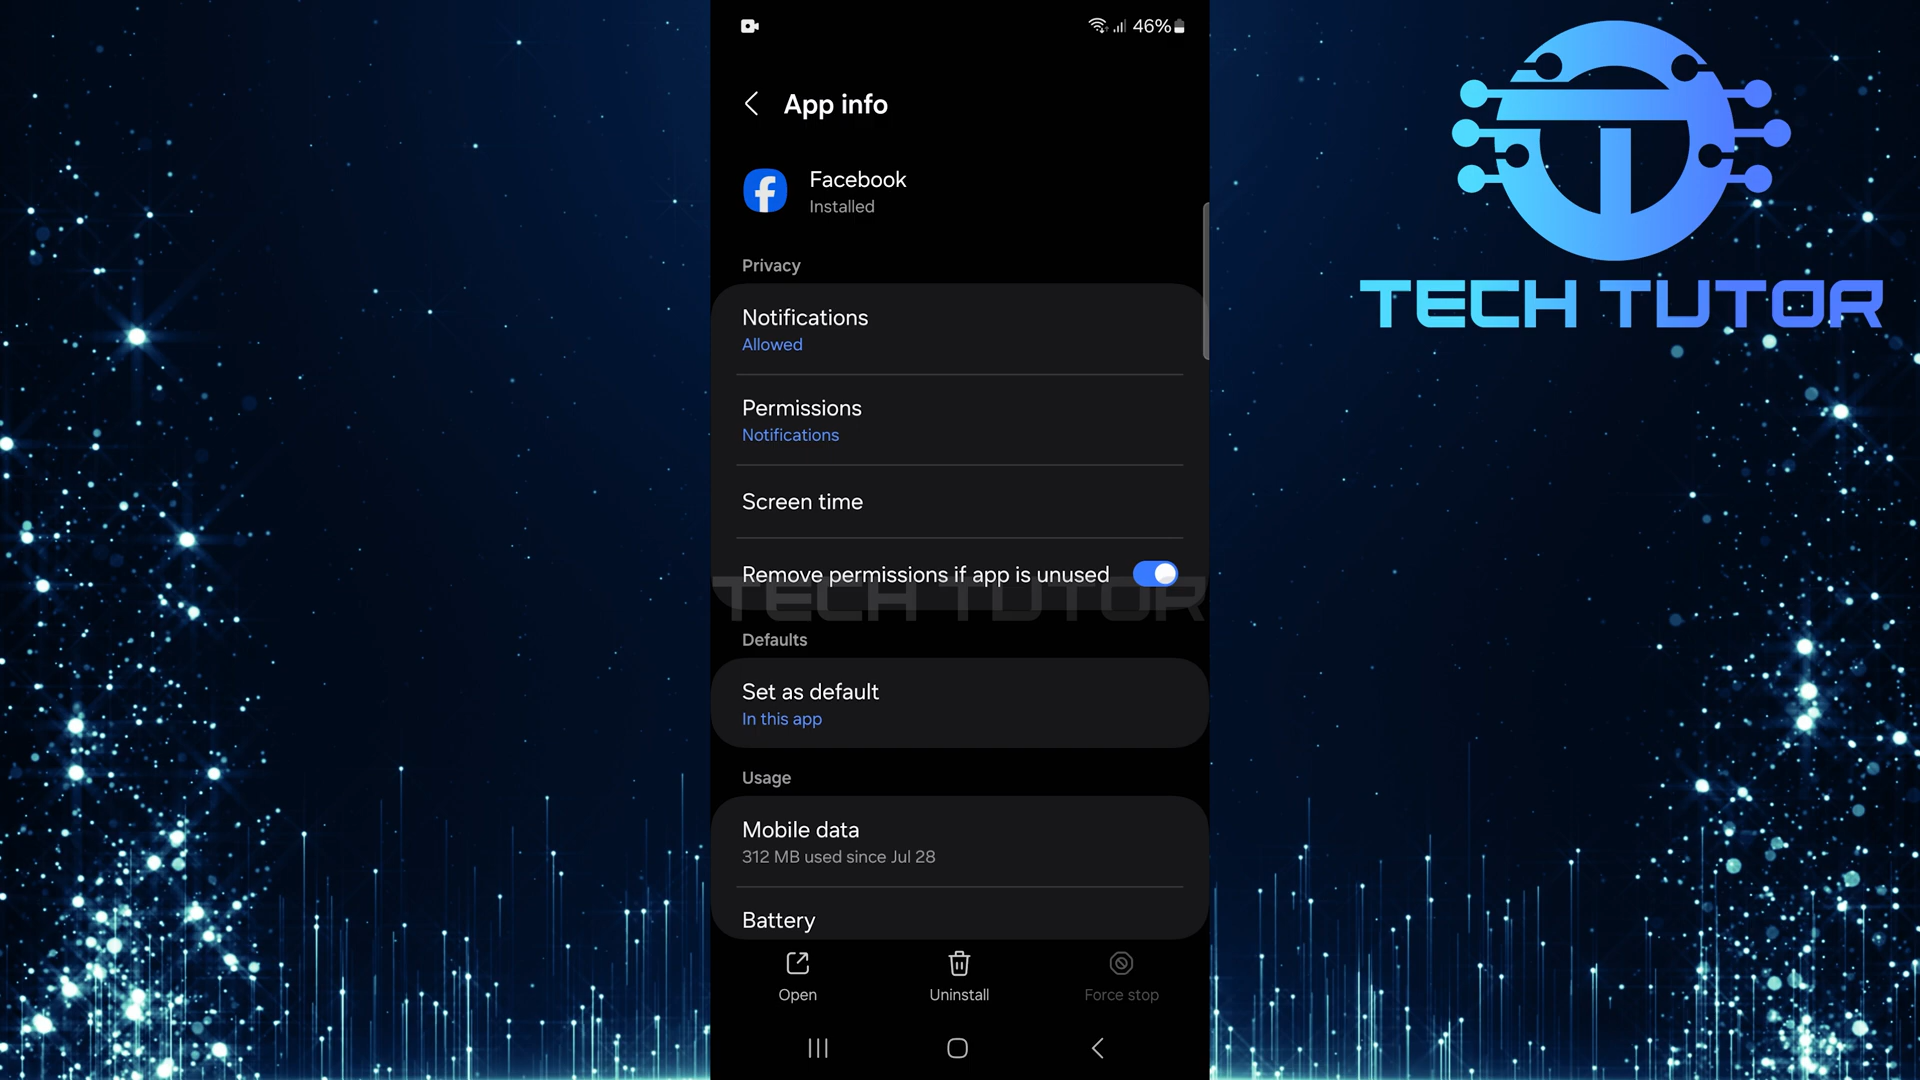 46%
App info
Facebook
Installed
Privacy
Notifications
Allowed
Permissions
Notifications
Screen time
Remove permissions if app is unused
TECH TUTOR
Defaults
Set as default
In this app
Usage
Mobile data
312 MB used since Jul 28
Battery
Open
Uninstall
Force stop
TECH TUTOR